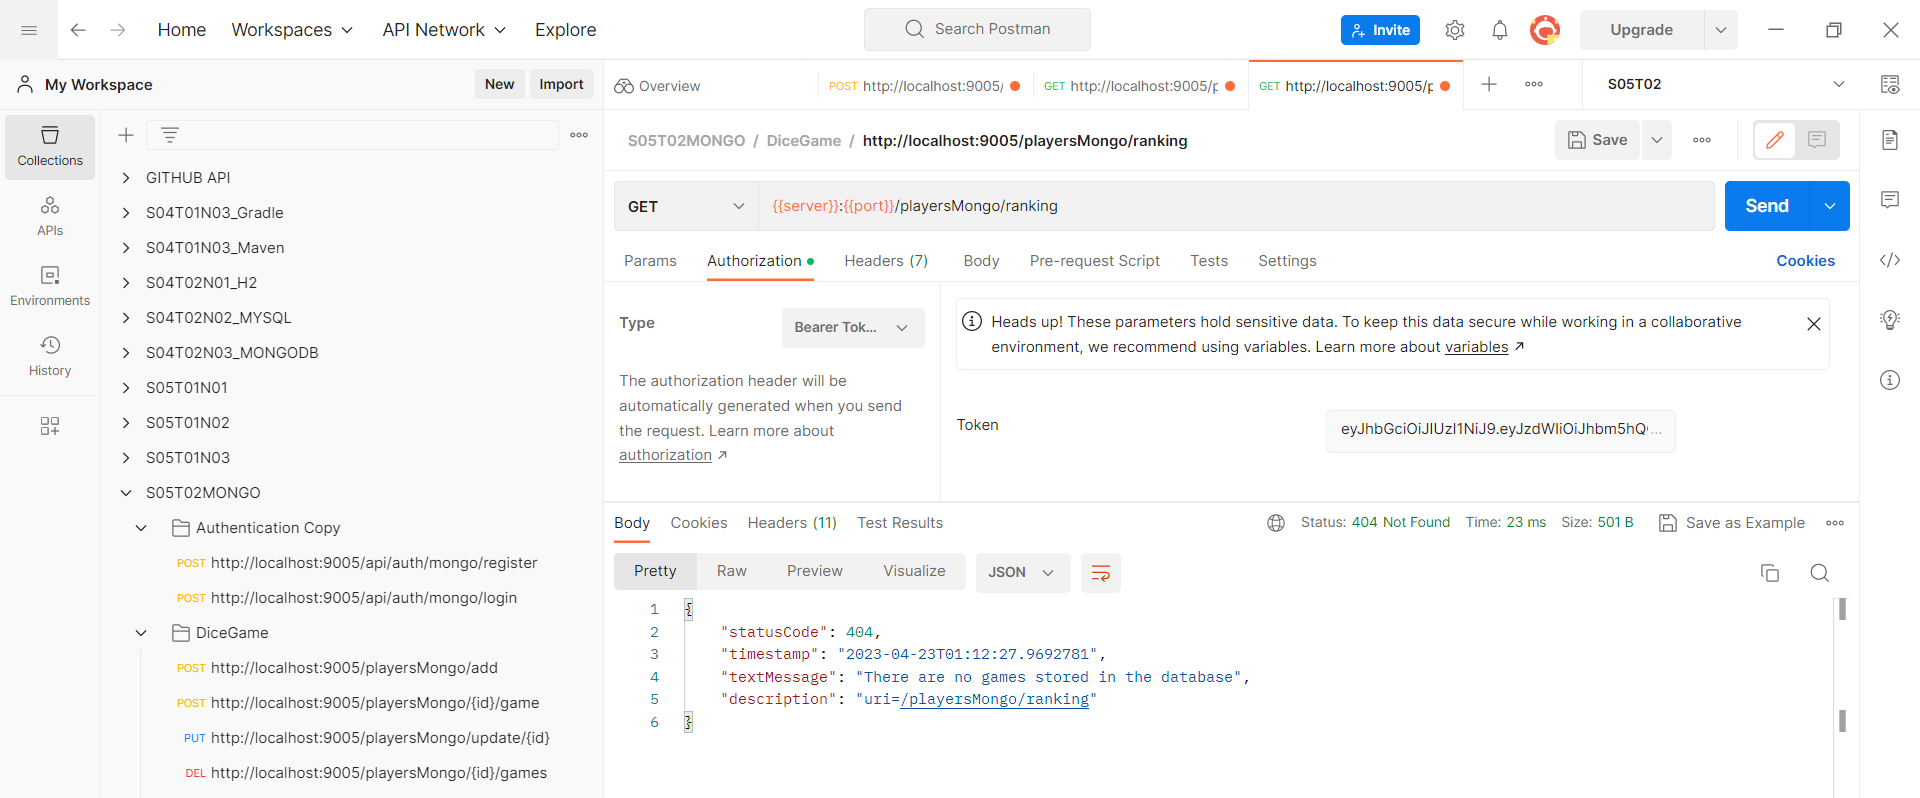 Home Workspaces API Network Explore Search Postman Invite Upgrade
My Workspace New Import Overview POST http://localhost:9005/ GET http://localhost:9005/p GET http://localhost:9005/p S05T02
S05T02MONGO / DiceGame / http://localhost:9005/playersMongo/ranking Save
Collections
APIs
Environments
History
GITHUB API
S04T01N03_Gradle
S04T01N03_Maven
S04T02N01_H2
S04T02N02_MYSQL
S04T02N03_MONGODB
S05T01N01
S05T01N02
S05T01N03
S05T02MONGO
Authentication Copy
POST http://localhost:9005/api/auth/mongo/register
POST http://localhost:9005/api/auth/mongo/login
DiceGame
POST http://localhost:9005/playersMongo/add
POST http://localhost:9005/playersMongo/{id}/game
PUT http://localhost:9005/playersMongo/update/{id}
DEL http://localhost:9005/playersMongo/{id}/games
GET {{server}}:{{port}}/playersMongo/ranking Send
Params Authorization Headers (7) Body Pre-request Script Tests Settings Cookies
Type Bearer Tok...
The authorization header will be
automatically generated when you send
the request. Learn more about
authorization ↗
Heads up! These parameters hold sensitive data. To keep this data secure while working in a collaborative
environment, we recommend using variables. Learn more about variables ↗
Token eyJhbGciOiJIUzI1NiJ9.eyJzdWIiOiJhbm5hQ...
Body Cookies Headers (11) Test Results Status: 404 Not Found Time: 23 ms Size: 501 B Save as Example
Pretty Raw Preview Visualize JSON
1 {
2 "statusCode": 404,
3 "timestamp": "2023-04-23T01:12:27.9692781",
4 "textMessage": "There are no games stored in the database",
5 "description": "uri=/playersMongo/ranking"
6 }